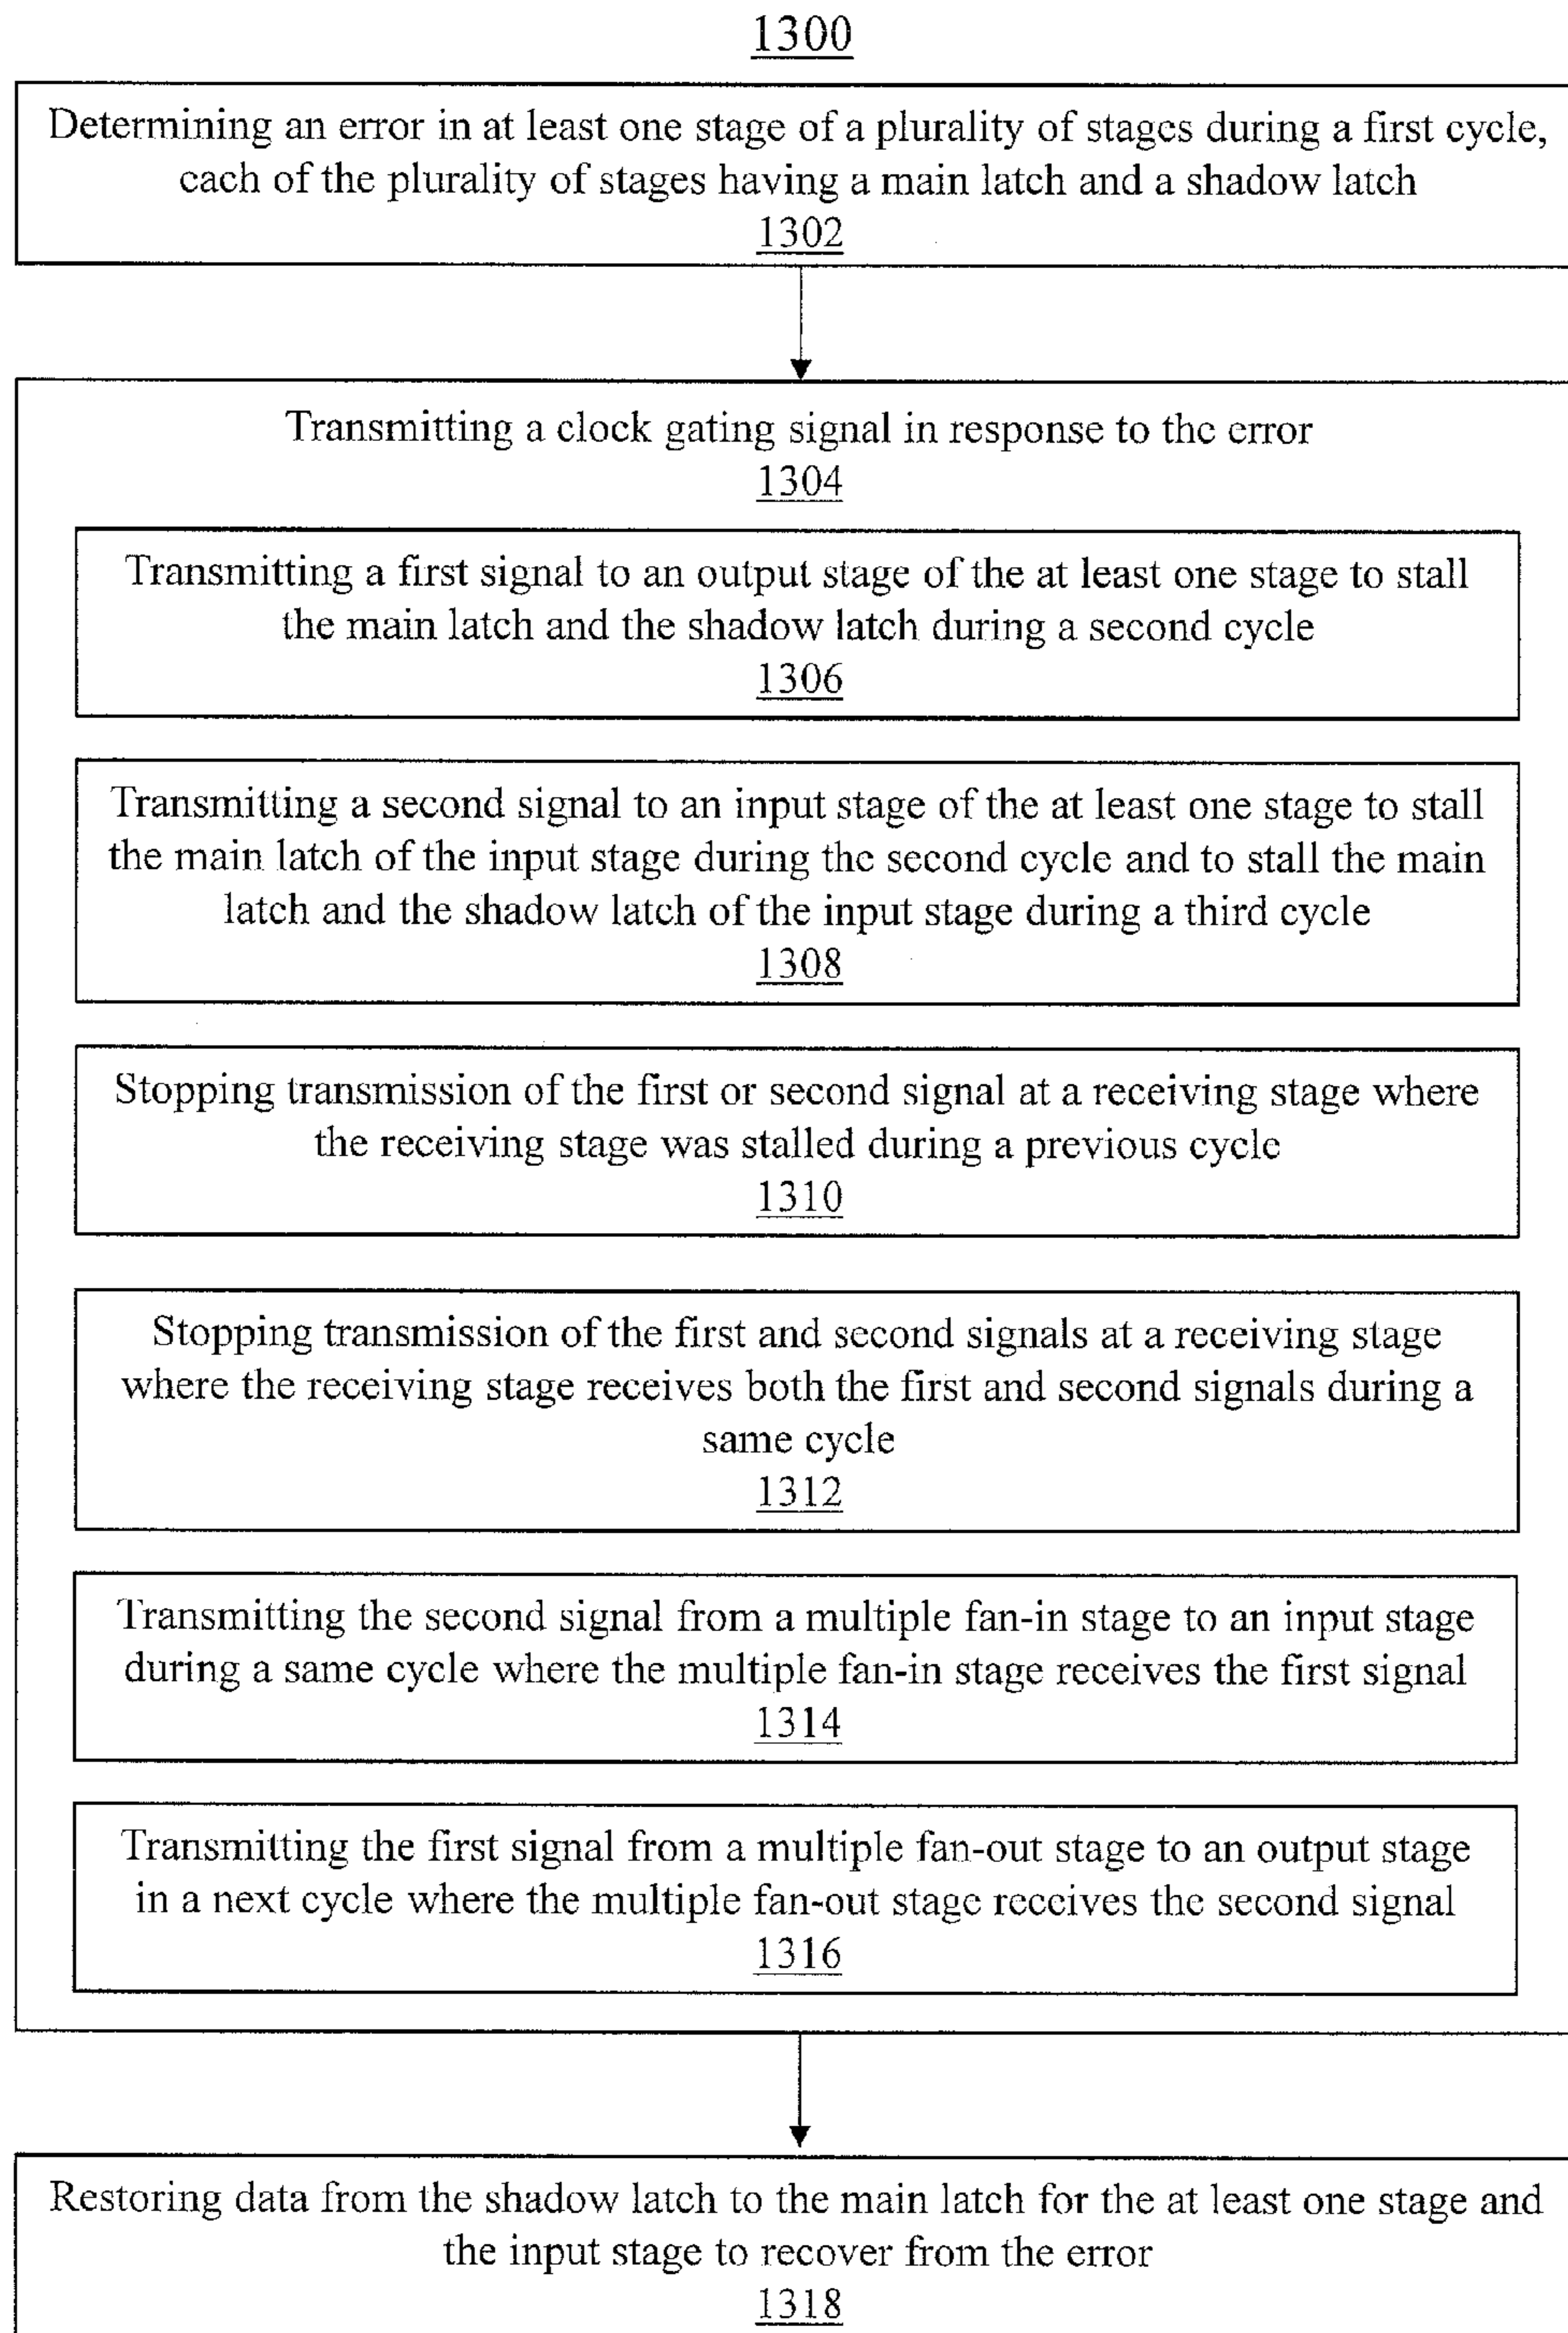 1300
Determining an error in at least one stage of a plurality of stages during a first cycle,
each of the plurality of stages having a main latch and a shadow latch
1302
Transmitting a clock gating signal in response to the error
1304
Transmitting a first signal to an output stage of the at least one stage to stall
the main latch and the shadow latch during a second cycle
1306
Transmitting a second signal to an input stage of the at least one stage to stall
the main latch of the input stage during the second cycle and to stall the main
latch and the shadow latch of the input stage during a third cycle
1308
Stopping transmission of the first or second signal at a receiving stage where
the receiving stage was stalled during a previous cycle
1310
Stopping transmission of the first and second signals at a receiving stage
where the receiving stage receives both the first and second signals during a
same cycle
1312
Transmitting the second signal from a multiple fan-in stage to an input stage
during a same cycle where the multiple fan-in stage receives the first signal
1314
Transmitting the first signal from a multiple fan-out stage to an output stage
in a next cycle where the multiple fan-out stage receives the second signal
1316
Restoring data from the shadow latch to the main latch for the at least one stage and
the input stage to recover from the error
1318